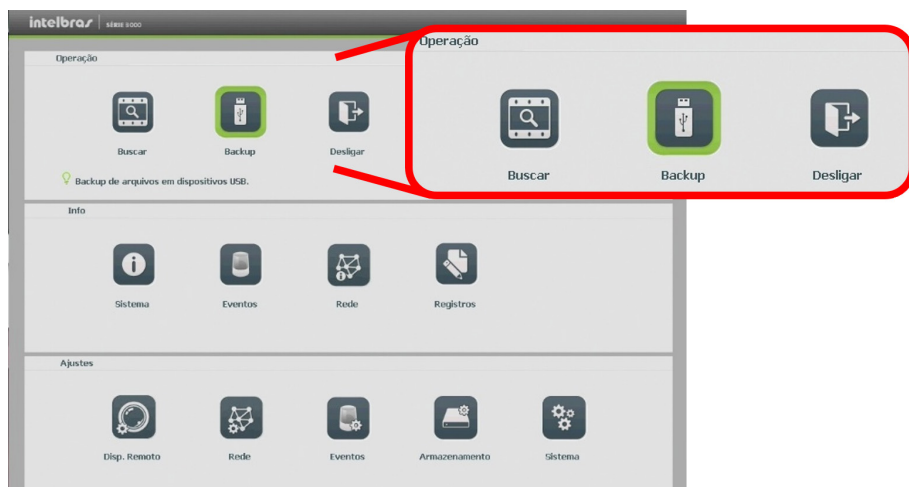 intelbras SÉRIE 5000
Operação
Buscar Backup Desligar
Backup de arquivos em dispositivos USB.
Operação
Buscar Backup Desligar
Info
Sistema Eventos Rede Registros
Ajustes
Disp. Remoto Rede Eventos Armazenamento Sistema